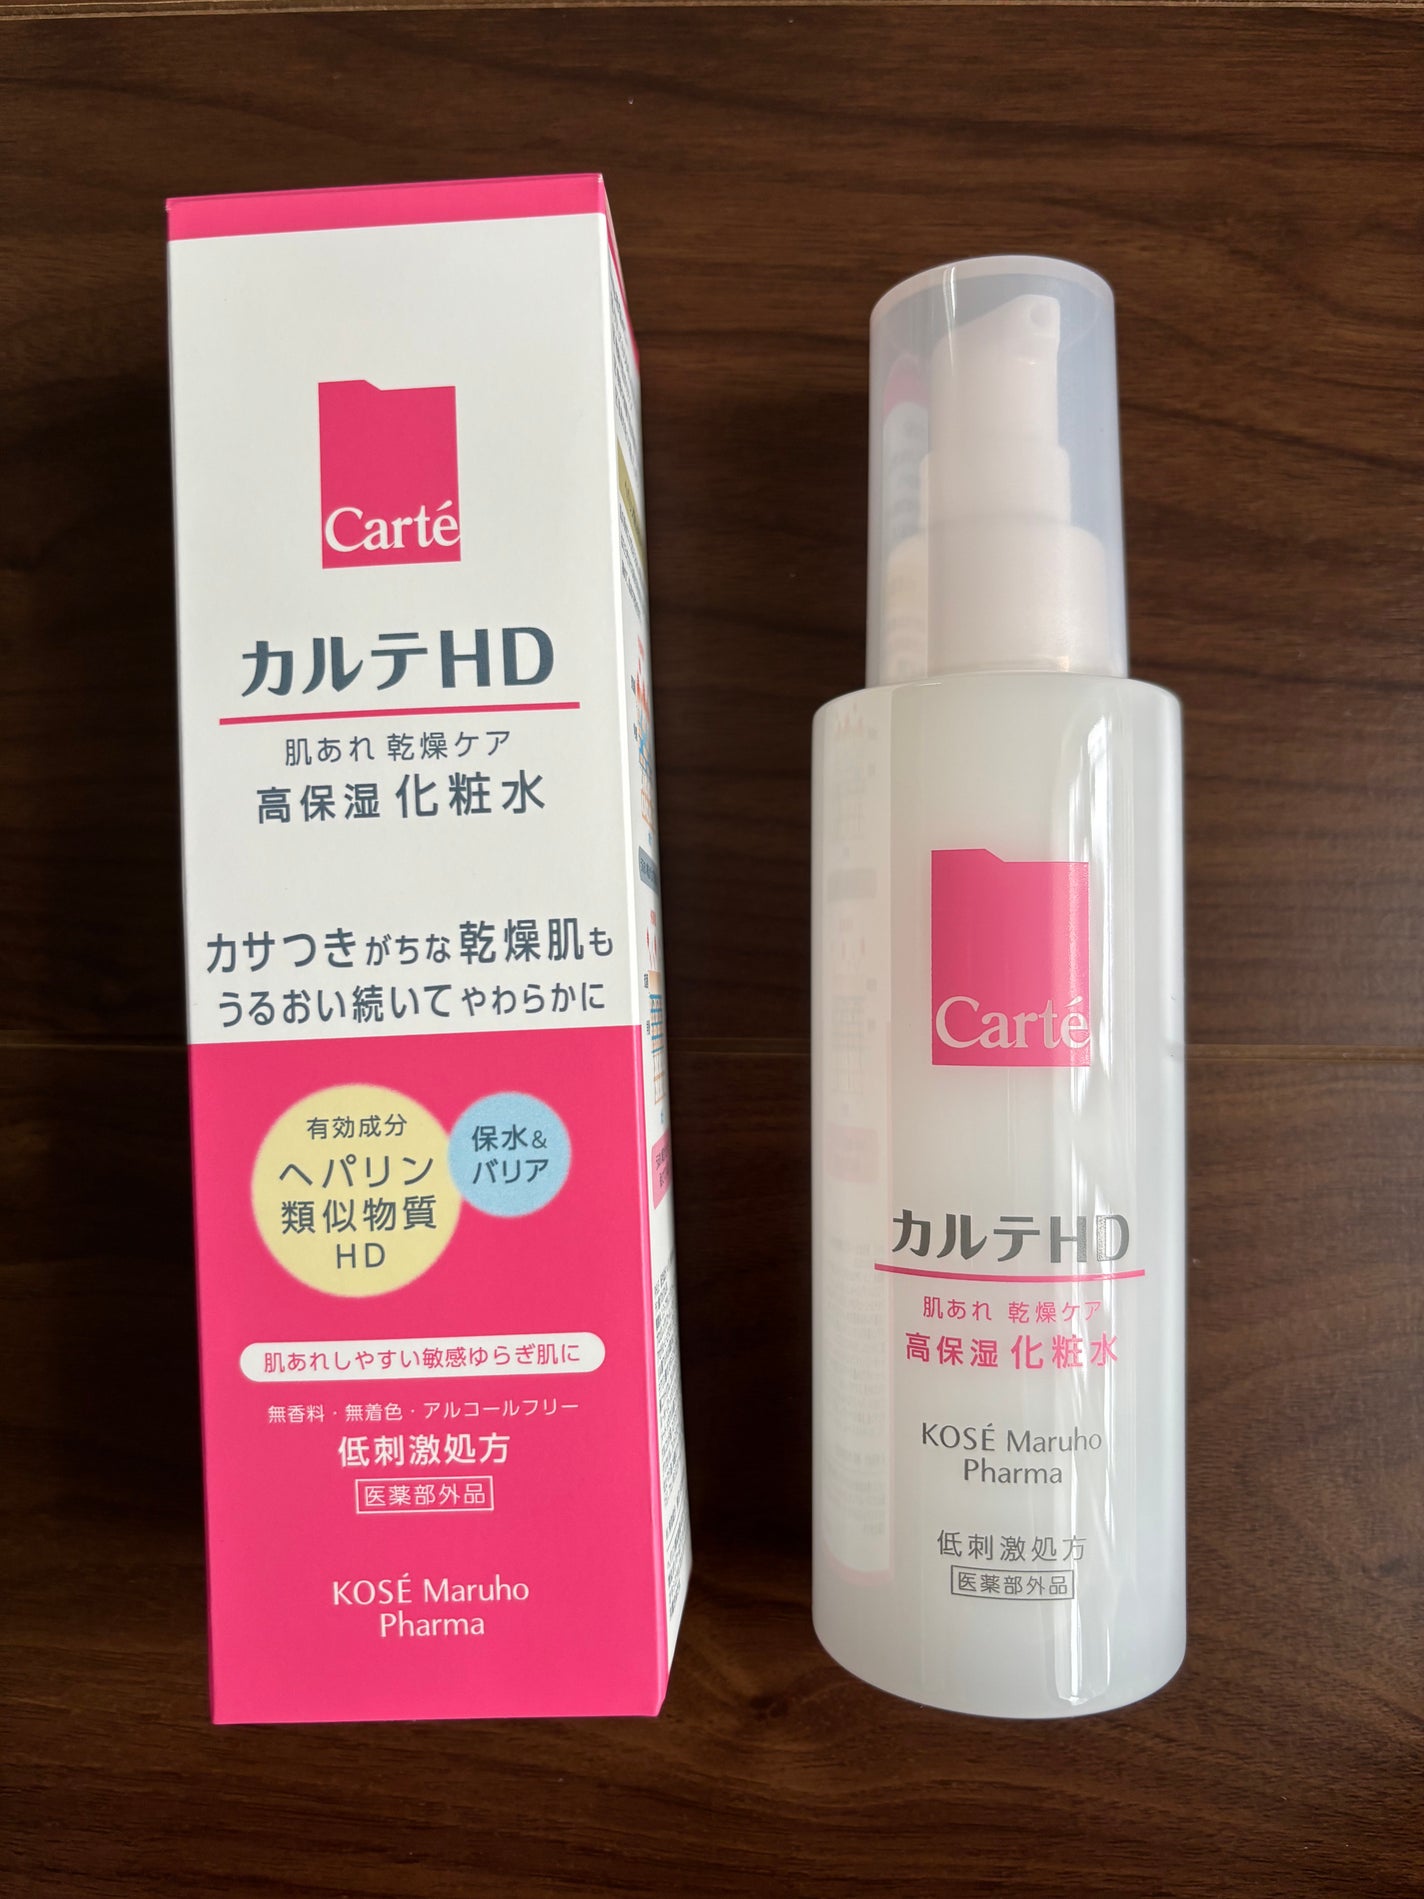 Carté
カルテHD
肌あれ 乾燥ケア
高保湿 化粧水
カサつきがちな乾燥肌も
うるおい続いてやわらかに
有効成分
ヘパリン
類似物質
HD
保水&
バリア
肌あれしやすい敏感ゆらぎ肌に
無香料・無着色・アルコールフリー
低刺激処方
医薬部外品
KOSÉ Maruho
Pharma
Carté
カルテHD
肌あれ 乾燥ケア
高保湿 化粧水
KOSÉ Maruho
Pharma
低刺激処方
医薬部外品